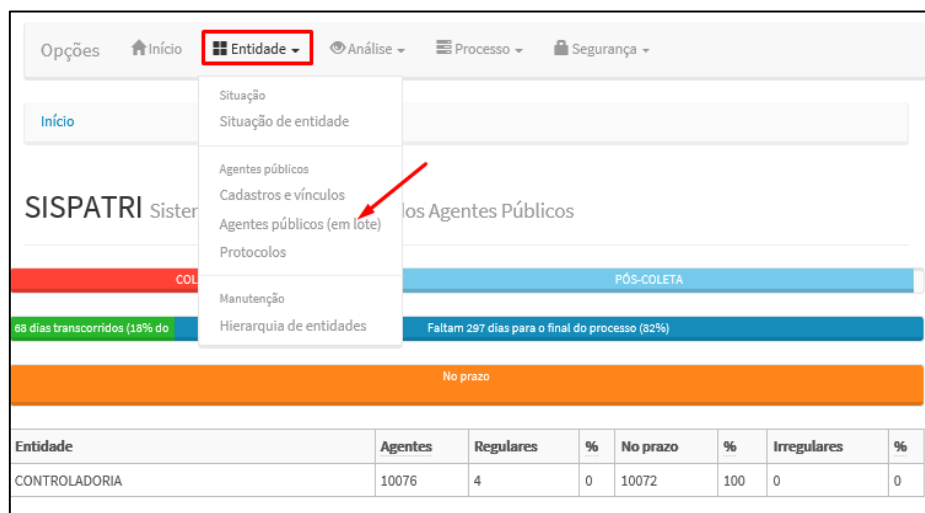 Opções Início Entidade Análise Processo Segurança
Situação
Início Situação de entidade
Agentes públicos
Cadastros e vínculos
SISPATRI Sister los Agentes Públicos
Agentes públicos (em lote)
Protocolos
COL PÓS-COLETA
Manutenção
Hierarquia de entidades
68 dias transcorridos (18% do Faltam 297 dias para o final do processo (82%)
No prazo
Entidade Agentes Regulares % No prazo % Irregulares %
CONTROLADORIA 10076 4 0 10072 100 0 0